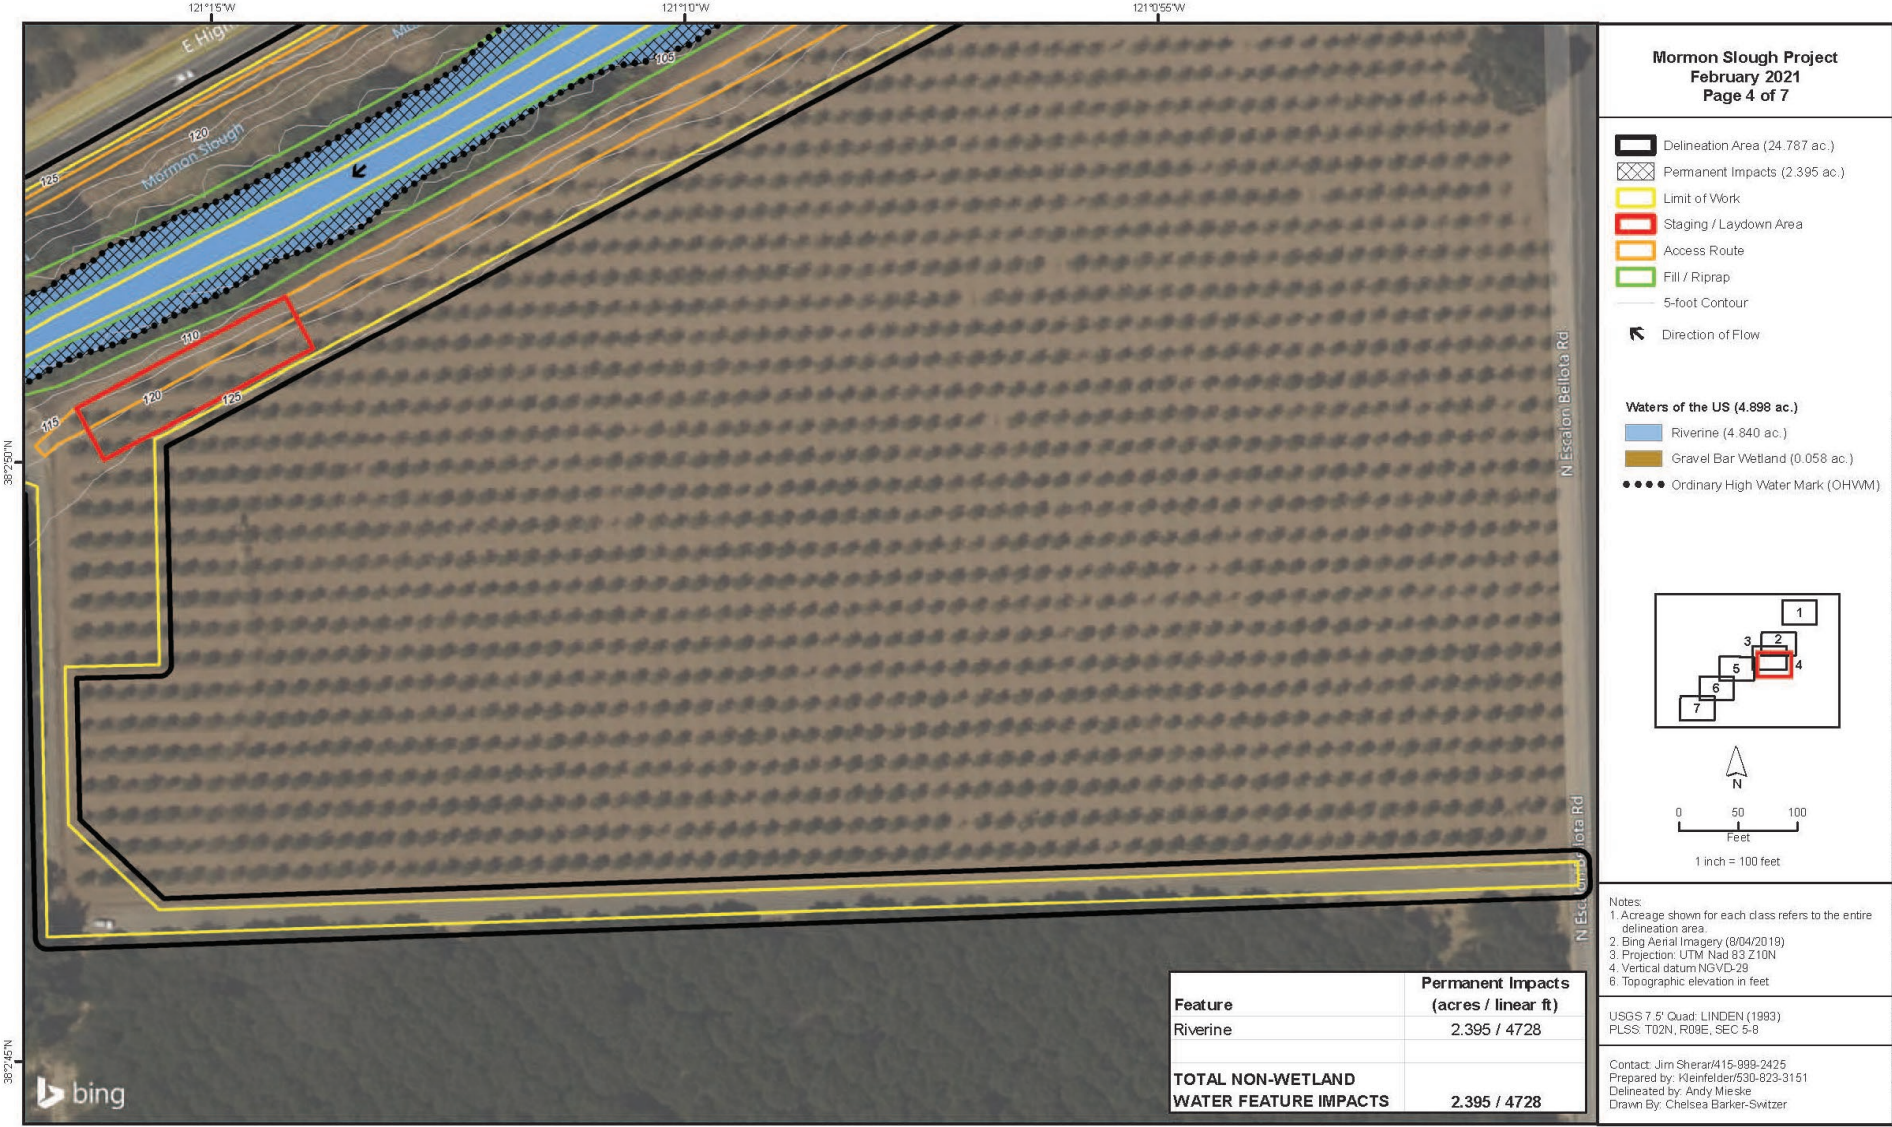 121°1'15"W
121°1'0"W
121°0'55"W
38°2'50"N
38°2'45"N
E High
Mormon Slough
125
120
105
110
115
120
125
N Escalon Bellota Rd
bing
Mormon Slough Project
February 2021
Page 4 of 7
Delineation Area (24.787 ac.)
Permanent Impacts (2.395 ac.)
Limit of Work
Staging / Laydown Area
Access Route
Fill / Riprap
5-foot Contour
Direction of Flow
Waters of the US (4.898 ac.)
Riverine (4.840 ac.)
Gravel Bar Wetland (0.058 ac.)
Ordinary High Water Mark (OHWM)
1
2
3
4
5
6
7
N
0 50 100
Feet
1 inch = 100 feet
Notes:
1. Acreage shown for each class refers to the entire
delineation area.
2. Bing Aerial Imagery (8/04/2019)
3. Projection: UTM Nad 83 Z10N
4. Vertical datum NGVD-29
6. Topographic elevation in feet
USGS 7.5' Quad: LINDEN (1993)
PLSS: T02N, R09E, SEC 5-8
Contact: Jim Sherar/415-999-2425
Prepared by: Kleinfelder/530-823-3151
Delineated by: Andy Mieske
Drawn By: Chelsea Barker-Switzer
Feature Permanent Impacts
(acres / linear ft)
Riverine 2.395 / 4728
TOTAL NON-WETLAND
WATER FEATURE IMPACTS 2.395 / 4728